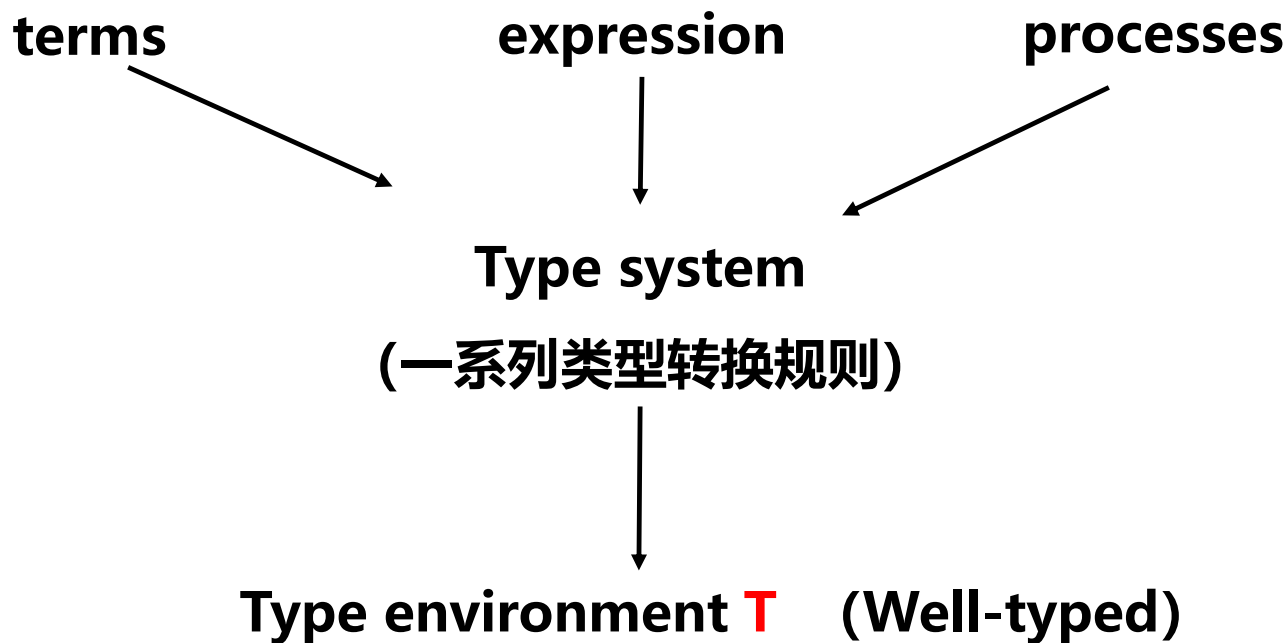 terms expression processes
Type system
（一系列类型转换规则）
Type environment T （Well-typed）